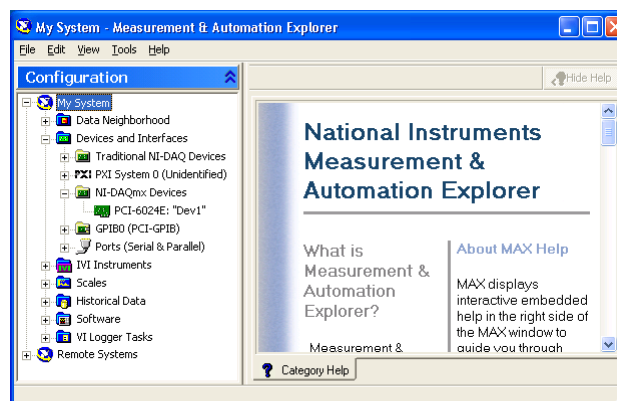 My System - Measurement & Automation Explorer
File Edit View Tools Help
Configuration
Hide Help
My System
Data Neighborhood
Devices and Interfaces
Traditional NI-DAQ Devices
PXI PXI System 0 (Unidentified)
NI-DAQmx Devices
PCI-6024E: "Dev1"
GPIB0 (PCI-GPIB)
Ports (Serial & Parallel)
IVI Instruments
Scales
Historical Data
Software
VI Logger Tasks
Remote Systems
National Instruments
Measurement &
Automation Explorer
What is
Measurement &
Automation
Explorer?
Measurement &
About MAX Help
MAX displays
interactive embedded
help in the right side of
the MAX window to
guide you through
Category Help